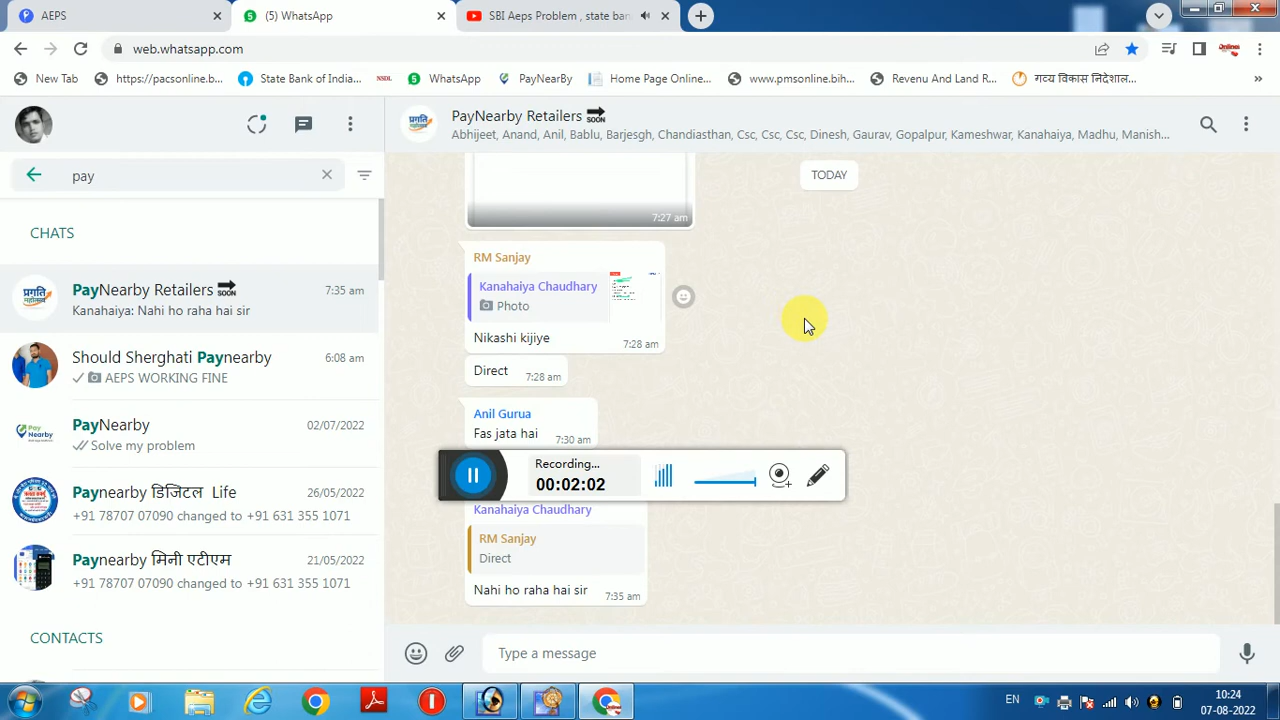 AEPS
(5) WhatsApp
SBI Aeps Problem , state ban
web.whatsapp.com
New Tab
https://pacsonline.b...
State Bank of India...
NSDL
WhatsApp
PayNearBy
Home Page Online...
www.pmsonline.bih...
Revenu And Land R...
गव्य विकास निदेशाल...
»
PayNearby Retailers SOON
Abhijeet, Anand, Anil, Bablu, Barjesgh, Chandiasthan, Csc, Csc, Csc, Dinesh, Gaurav, Gopalpur, Kameshwar, Kanahaiya, Madhu, Manish...
pay
TODAY
7:27 am
CHATS
PayNearby Retailers SOON
7:35 am
Kanahaiya: Nahi ho raha hai sir
Should Sherghati Paynearby
6:08 am
AEPS WORKING FINE
PayNearby
02/07/2022
Solve my problem
Paynearby डिजिटल Life
26/05/2022
+91 78707 07090 changed to +91 631 355 1071
Paynearby मिनी एटीएम
21/05/2022
+91 78707 07090 changed to +91 631 355 1071
CONTACTS
RM Sanjay
Kanahaiya Chaudhary
Photo
Nikashi kijiye
7:28 am
Direct
7:28 am
Anil Gurua
Fas jata hai
7:30 am
Recording...
00:02:02
Kanahaiya Chaudhary
RM Sanjay
Direct
Nahi ho raha hai sir
7:35 am
Type a message
EN
10:24
07-08-2022